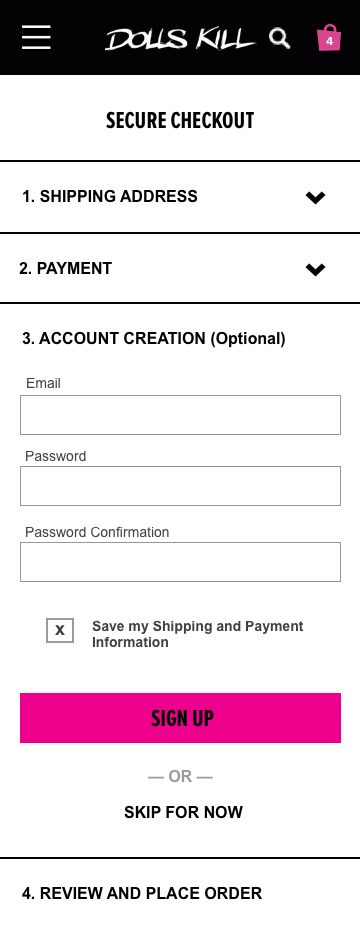 DOLLS KILL
4
SECURE CHECKOUT
1. SHIPPING ADDRESS
2. PAYMENT
3. ACCOUNT CREATION (Optional)
Email
Password
Password Confirmation
X
Save my Shipping and Payment
Information
SIGN UP
— OR —
SKIP FOR NOW
4. REVIEW AND PLACE ORDER